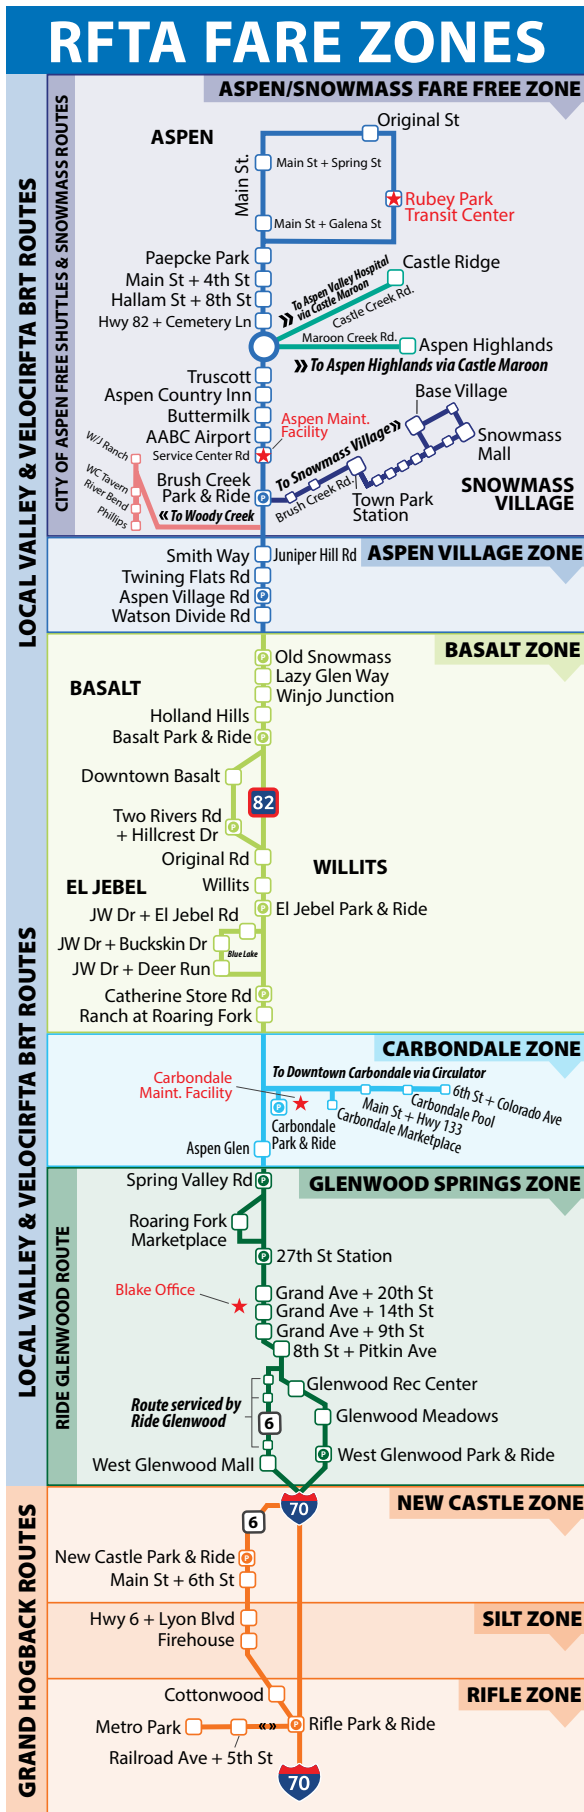 RFTA FARE ZONES
LOCAL VALLEY & VELOCIRFTA BRT ROUTES
CITY OF ASPEN FREE SHUTTLES & SNOWMASS ROUTES
ASPEN/SNOWMASS FARE FREE ZONE
Original St
ASPEN
Main St.
Main St + Spring St
Rubey Park
Transit Center
Main St + Galena St
Paepcke Park
Main St + 4th St
Hallam St + 8th St
Hwy 82 + Cemetery Ln
To Aspen Valley Hospital
via Castle Maroon
Castle Ridge
Castle Creek Rd.
Maroon Creek Rd.
Aspen Highlands
» To Aspen Highlands via Castle Maroon
Truscott
Aspen Country Inn
Buttermilk
AABC Airport
Service Center Rd
Aspen Maint.
Facility
Brush Creek
Park & Ride
P
To Snowmass Village »
Brush Creek Rd.
Base Village
Snowmass
Mall
Town Park
Station
SNOWMASS
VILLAGE
W/J Ranch
WC Tavern
River Bend
Phillips
« To Woody Creek
ASPEN VILLAGE ZONE
Smith Way
Juniper Hill Rd
Twining Flats Rd
Aspen Village Rd
P
Watson Divide Rd
BASALT ZONE
P
Old Snowmass
Lazy Glen Way
Winjo Junction
BASALT
Holland Hills
Basalt Park & Ride
P
Downtown Basalt
82
Two Rivers Rd
+ Hillcrest Dr
P
Original Rd
WILLITS
Willits
EL JEBEL
P
El Jebel Park & Ride
JW Dr + El Jebel Rd
JW Dr + Buckskin Dr
Blue Lake
JW Dr + Deer Run
Catherine Store Rd
P
Ranch at Roaring Fork
LOCAL VALLEY & VELOCIRFTA BRT ROUTES
CARBONDALE ZONE
To Downtown Carbondale via Circulator
Carbondale
Maint. Facility
P
Carbondale
Park & Ride
6th St + Colorado Ave
Carbondale Pool
Main St + Hwy 133
Carbondale Marketplace
Aspen Glen
RIDE GLENWOOD ROUTE
GLENWOOD SPRINGS ZONE
Spring Valley Rd
P
Roaring Fork
Marketplace
P
27th St Station
Blake Office
Grand Ave + 20th St
Grand Ave + 14th St
Grand Ave + 9th St
8th St + Pitkin Ave
Route serviced by
Ride Glenwood
6
Glenwood Rec Center
Glenwood Meadows
P
West Glenwood Park & Ride
West Glenwood Mall
GRAND HOGBACK ROUTES
70
6
NEW CASTLE ZONE
New Castle Park & Ride
P
Main St + 6th St
SILT ZONE
Hwy 6 + Lyon Blvd
Firehouse
RIFLE ZONE
Cottonwood
Metro Park
« »
P
Rifle Park & Ride
Railroad Ave + 5th St
70